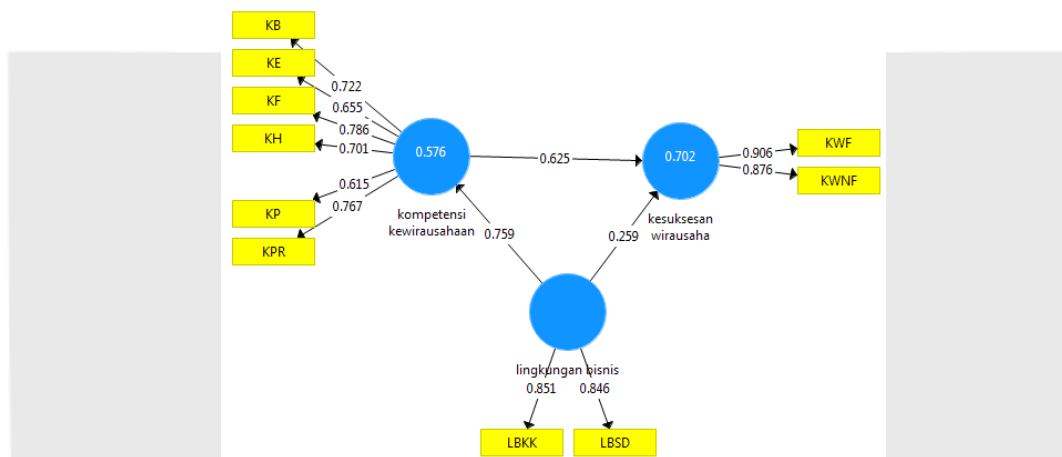 KB
KE
KF
KH
KP
KPR
0.722
0.655
0.786
0.701
0.615
0.767
0.576
kompetensi
kewirausahaan
0.625
0.759
0.702
kesuksesan
wirausaha
0.259
0.906
0.876
KWF
KWNF
lingkungan bisnis
0.851
0.846
LBKK
LBSD